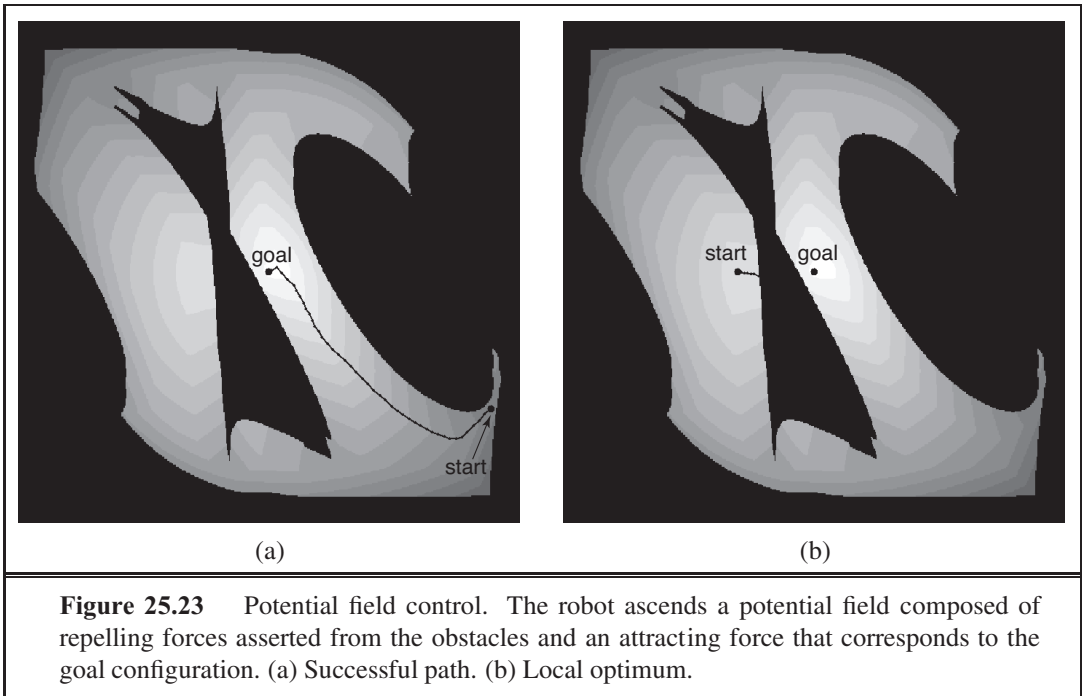 goal
start
(a)
start
goal
(b)
Figure 25.23 Potential field control. The robot ascends a potential field composed of
repelling forces asserted from the obstacles and an attracting force that corresponds to the
goal configuration. (a) Successful path. (b) Local optimum.